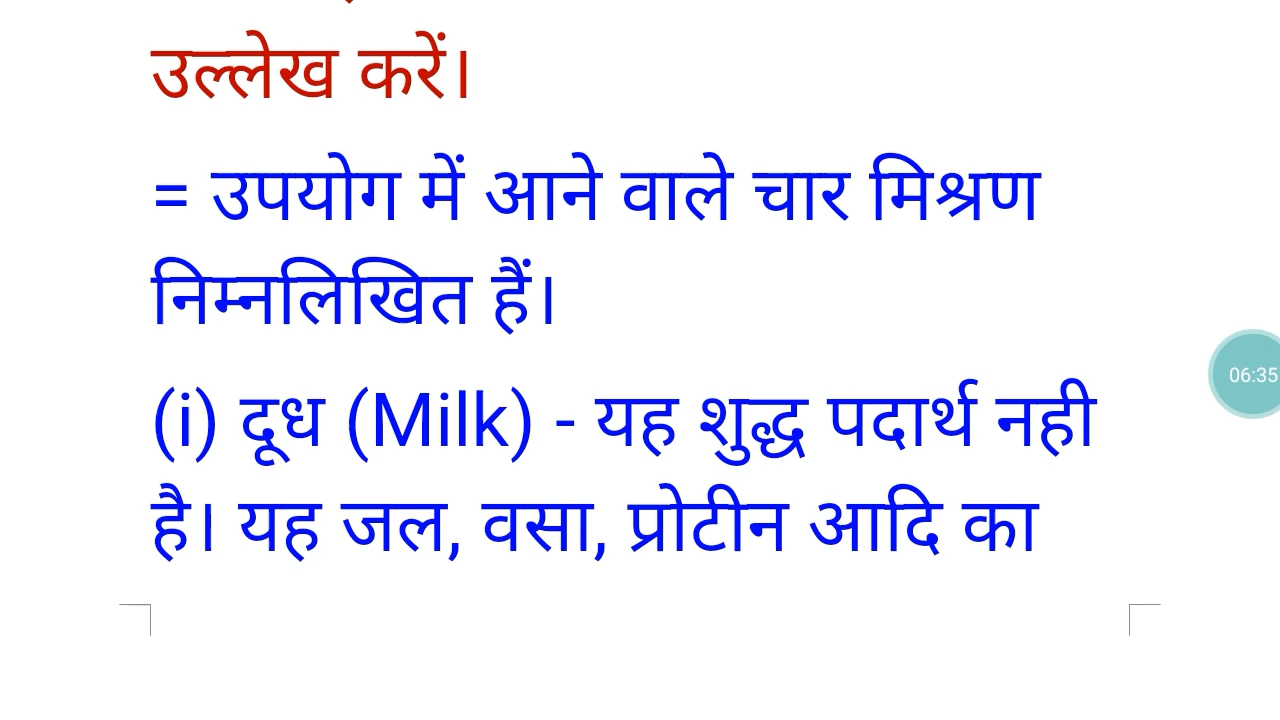 उल्लेख करें।
= उपयोग में आने वाले चार मिश्रण
निम्नलिखित हैं।
(i) दूध (Milk) - यह शुद्ध पदार्थ नही
है। यह जल, वसा, प्रोटीन आदि का
06:35